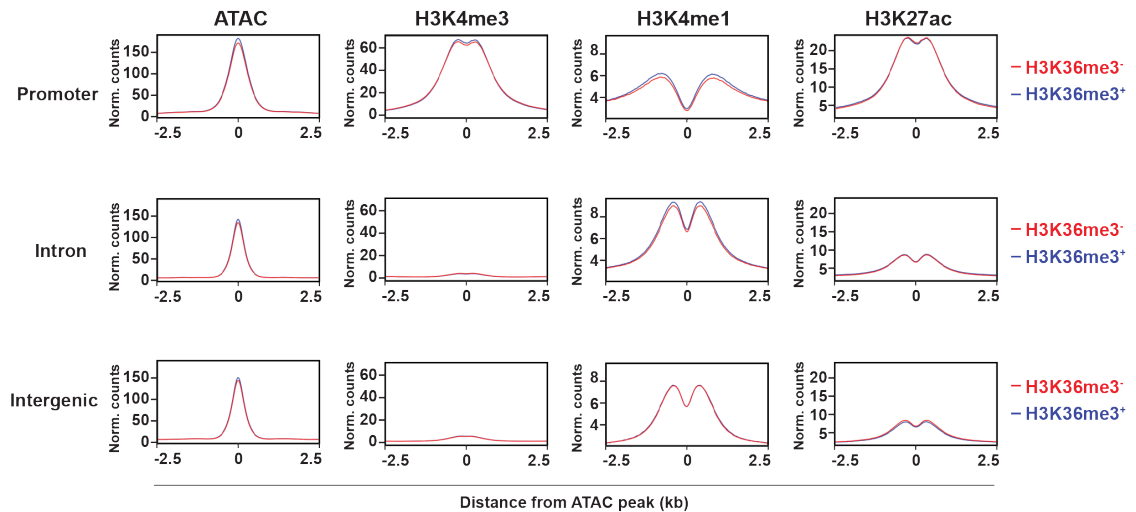 ATAC H3K4me3 H3K4me1 H3K27ac
Promoter
Norm. counts 150 100 50 0 -2.5 0 2.5
Norm. counts 60 40 20 0 -2.5 0 2.5
Norm. counts 8 6 4 -2.5 0 2.5
Norm. counts 20 15 10 5 -2.5 0 2.5
H3K36me3-
H3K36me3+
Intron
Norm. counts 150 100 50 0 -2.5 0 2.5
Norm. counts 60 40 20 0 -2.5 0 2.5
Norm. counts 8 6 4 -2.5 0 2.5
Norm. counts 20 15 10 5 -2.5 0 2.5
H3K36me3-
H3K36me3+
Intergenic
Norm. counts 150 100 50 0 -2.5 0 2.5
Norm. counts 60 40 20 0 -2.5 0 2.5
Norm. counts 8 6 4 -2.5 0 2.5
Norm. counts 20 15 10 5 -2.5 0 2.5
H3K36me3-
H3K36me3+
Distance from ATAC peak (kb)